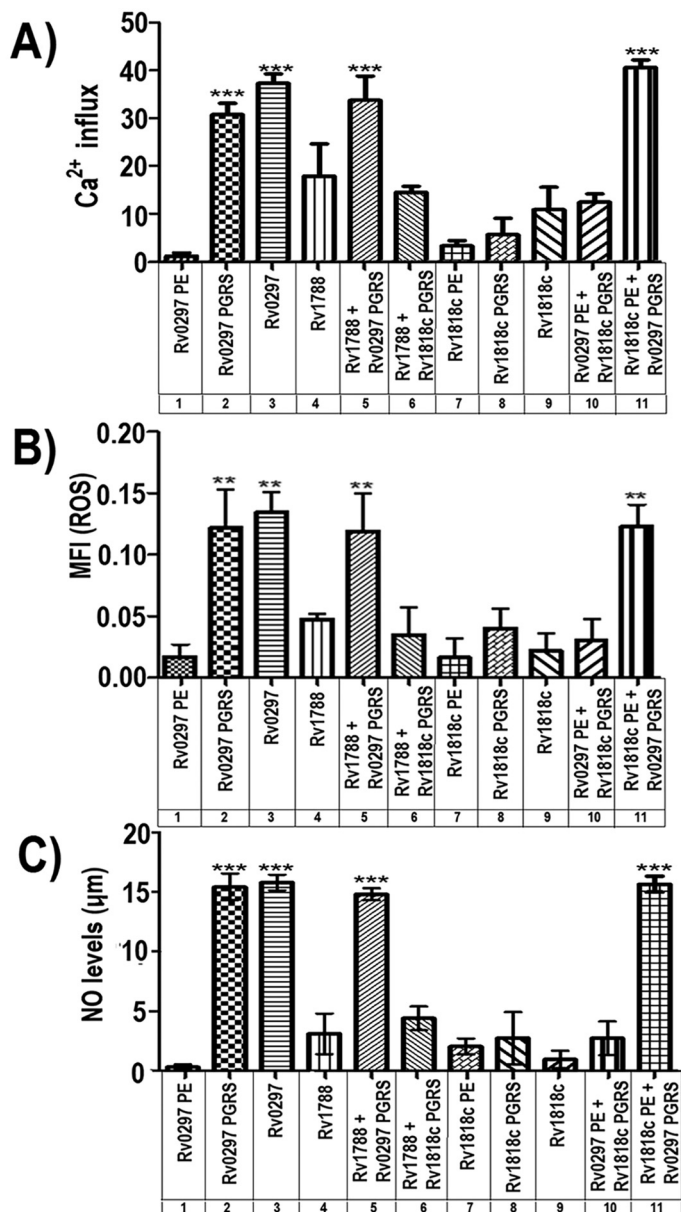 A)
Ca2+ influx
50
40
30
20
10
0
***
***
***
***
Rv0297 PE
Rv0297 PGRS
Rv0297
Rv1788
Rv1788 +
Rv0297 PGRS
Rv1788 +
Rv1818c PGRS
Rv1818c PE
Rv1818c PGRS
Rv1818c
Rv0297 PE +
Rv1818c PGRS
Rv1818c PE +
Rv0297 PGRS
1 2 3 4 5 6 7 8 9 10 11
B)
MFI (ROS)
0.20
0.15
0.10
0.05
0.00
**
**
**
**
Rv0297 PE
Rv0297 PGRS
Rv0297
Rv1788
Rv1788 +
Rv0297 PGRS
Rv1788 +
Rv1818c PGRS
Rv1818c PE
Rv1818c PGRS
Rv1818c
Rv0297 PE +
Rv1818c PGRS
Rv1818c PE +
Rv0297 PGRS
1 2 3 4 5 6 7 8 9 10 11
C)
NO levels (µm)
20
15
10
5
0
***
***
***
***
Rv0297 PE
Rv0297 PGRS
Rv0297
Rv1788
Rv1788 +
Rv0297 PGRS
Rv1788 +
Rv1818c PGRS
Rv1818c PE
Rv1818c PGRS
Rv1818c
Rv0297 PE +
Rv1818c PGRS
Rv1818c PE +
Rv0297 PGRS
1 2 3 4 5 6 7 8 9 10 11